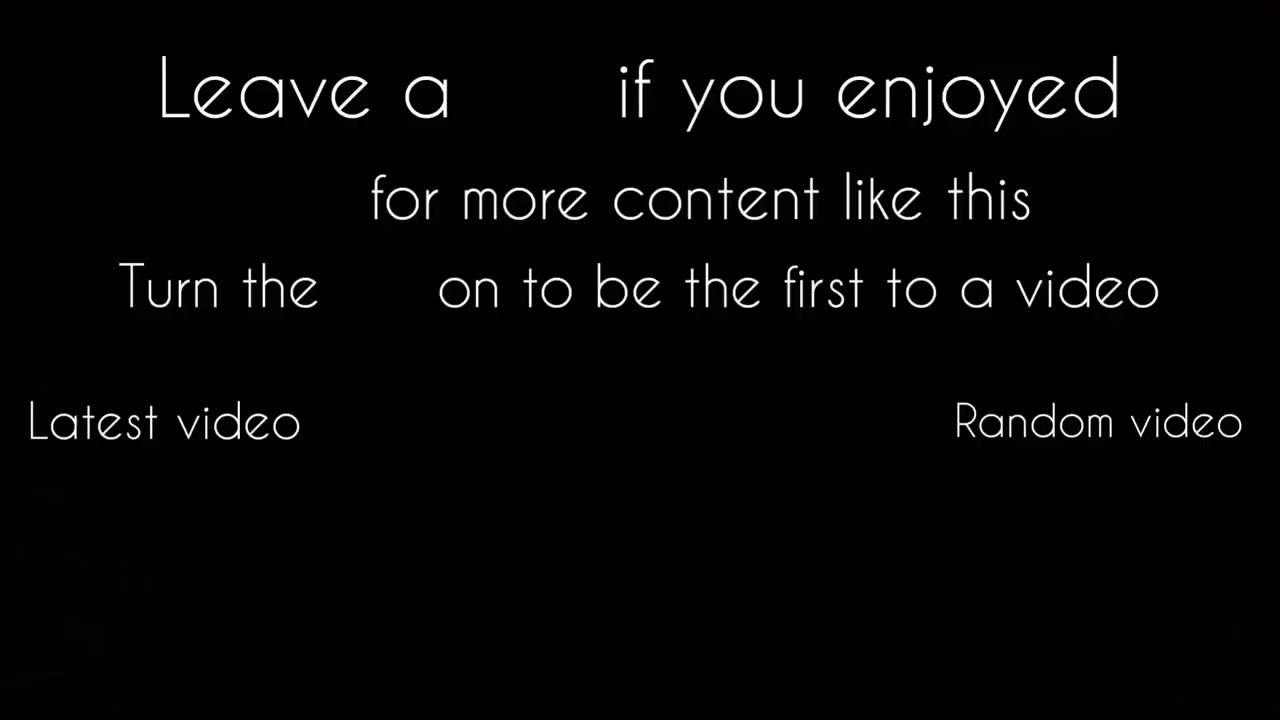 Leave a if you enjoyed
for more content like this
Turn the on to be the first to a video
Latest video
Random video